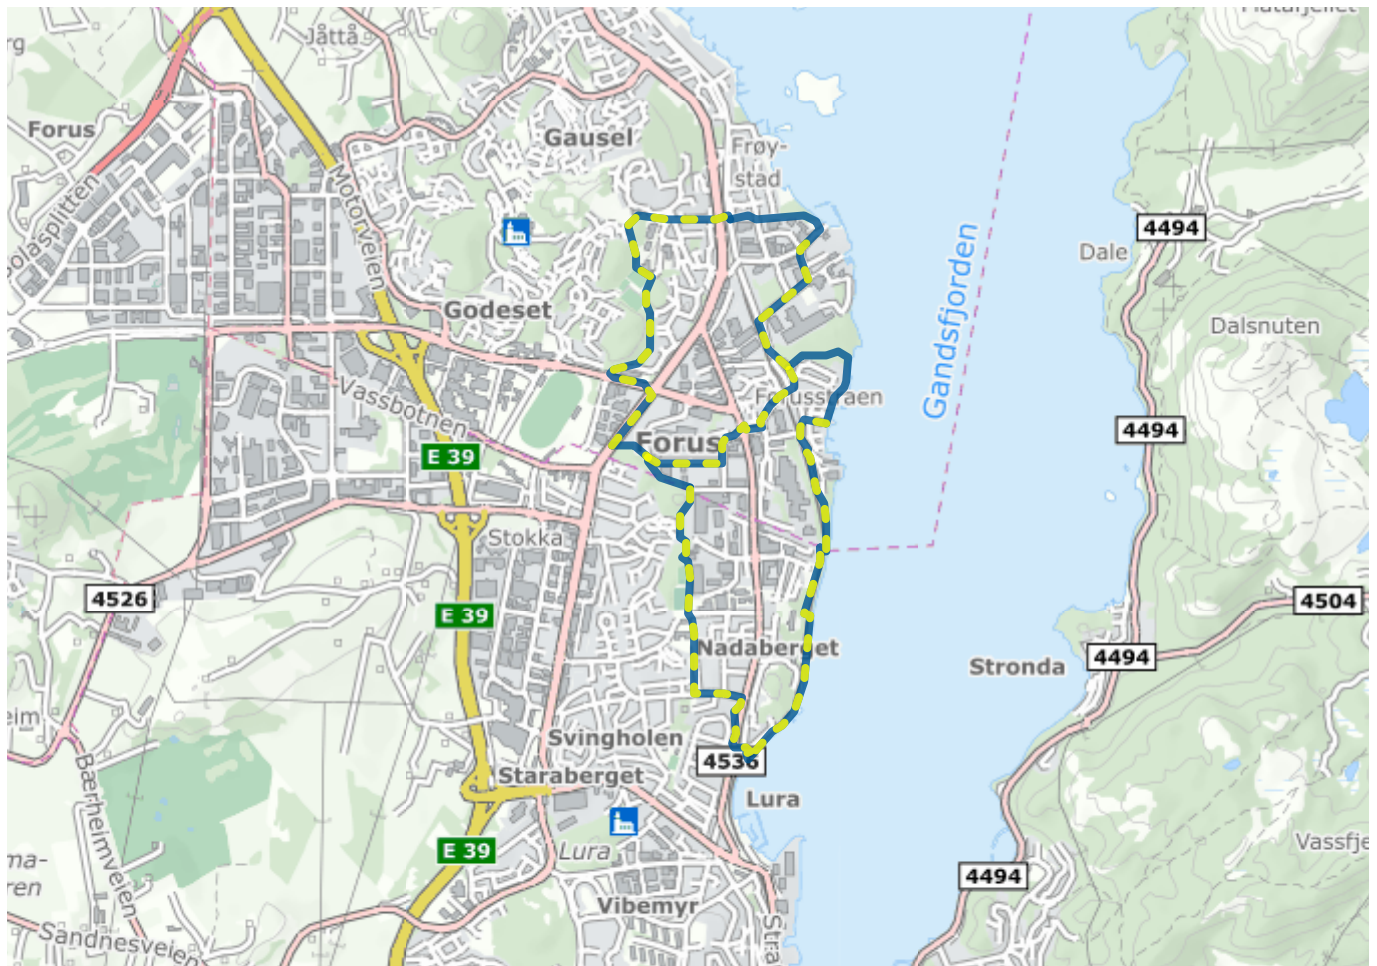 Jåttå
Forus
Gausel
Frøy-
stad
Motorveien
Solasplitten
4494
Dale
Gandsfjorden
Godeset
Dalsnuten
Vassbotnen
Forus
4494
E 39
Stokka
4526
E 39
4504
Nadaberget
4494
Stronda
Svingholen
4536
Staraberget
Lura
Bærheimveien
E 39
Lura
4494
Vibemyr
Sandnesveien